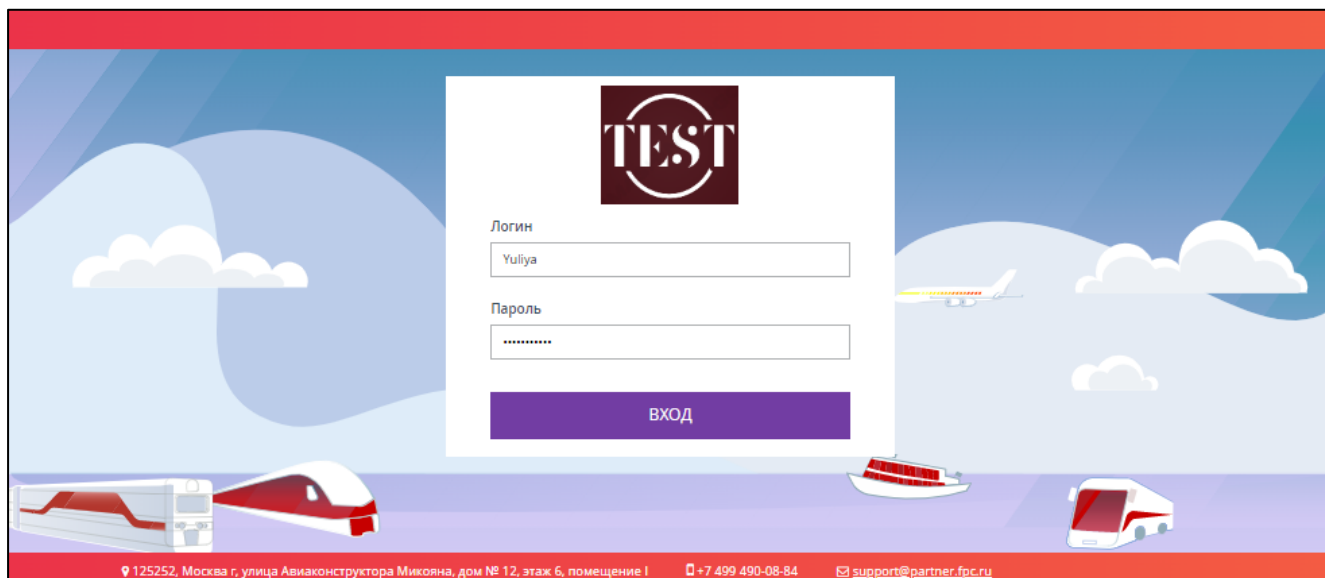 TEST
Логин
Yuliya
Пароль
•••••••••••
ВХОД
125252, Москва г, улица Авиаконструктора Микояна, дом № 12, этаж 6, помещение I +7 499 490-08-84 support@partner.fpc.ru